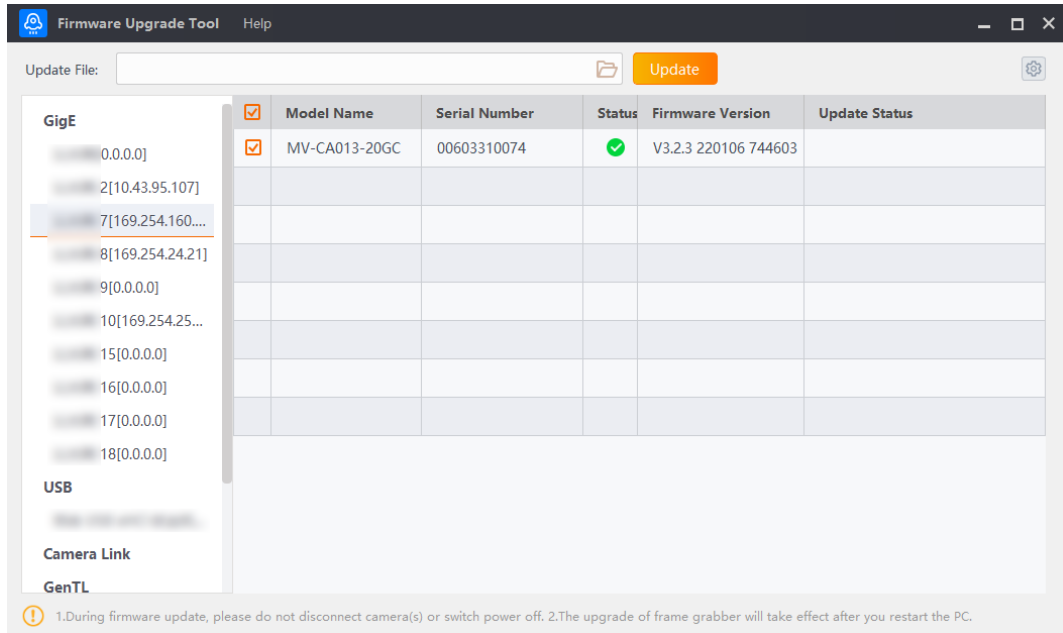 Firmware Upgrade Tool Help
Update File: Update
GigE
0.0.0.0]
2[10.43.95.107]
7[169.254.160....
8[169.254.24.21]
9[0.0.0.0]
10[169.254.25...
15[0.0.0.0]
16[0.0.0.0]
17[0.0.0.0]
18[0.0.0.0]
USB
Camera Link
GenTL
Model Name Serial Number Status Firmware Version Update Status
MV-CA013-20GC 00603310074 V3.2.3 220106 744603
1.During firmware update, please do not disconnect camera(s) or switch power off. 2.The upgrade of frame grabber will take effect after you restart the PC.